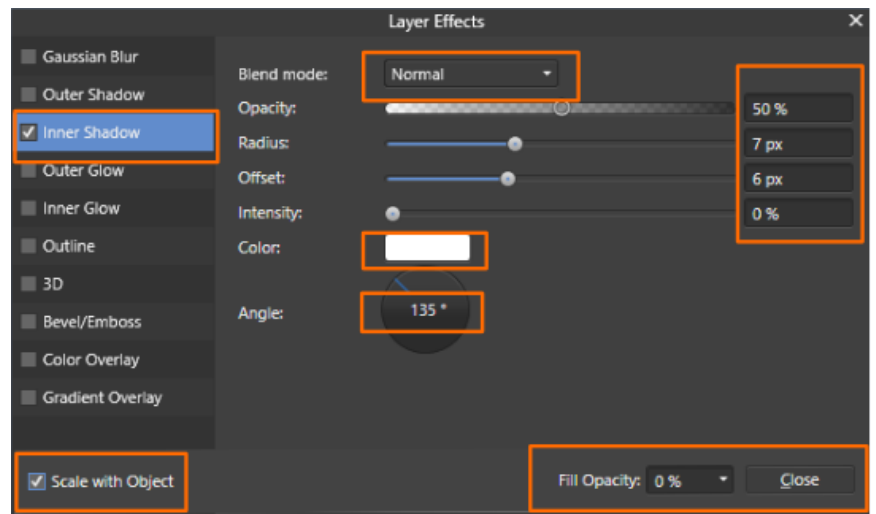 Layer Effects
Gaussian Blur
Outer Shadow
Inner Shadow
Outer Glow
Inner Glow
Outline
3D
Bevel/Emboss
Color Overlay
Gradient Overlay
Blend mode: Normal
Opacity: 50 %
Radius: 7 px
Offset: 6 px
Intensity: 0 %
Color:
Angle: 135 °
Scale with Object
Fill Opacity: 0 % Close